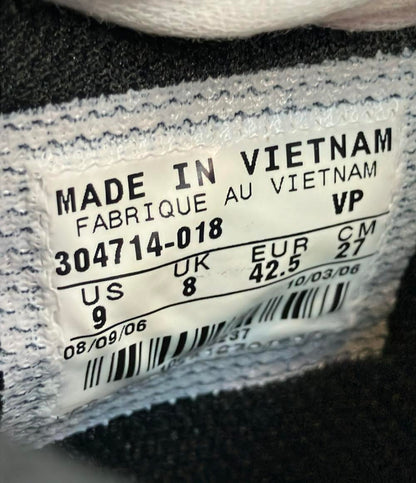 MADE IN VIETNAM
FABRIQUE AU VIETNAM
304714-018 VP
US UK EUR CM
9 8 42.5 27
08/09/06 10/03/06